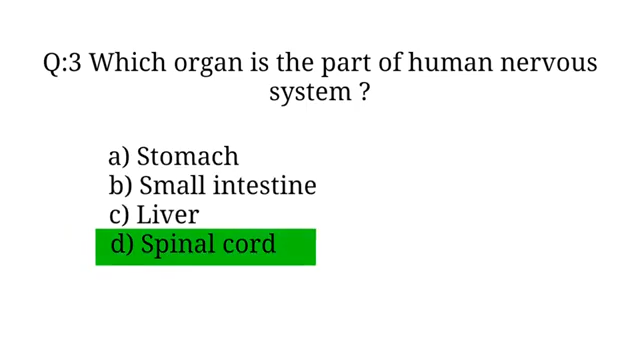 Q:3 Which organ is the part of human nervous
system ?
a) Stomach
b) Small intestine
c) Liver
d) Spinal cord